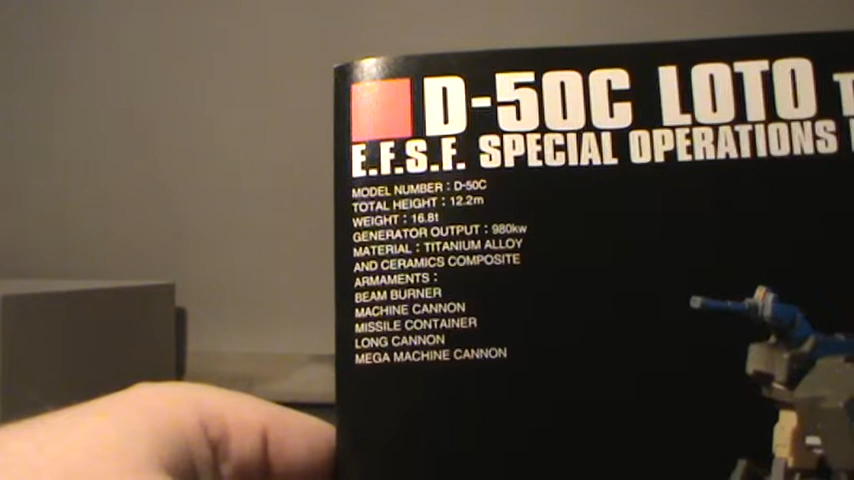 D-50C LOTO
E.F.S.F. SPECIAL OPERATIONS
MODEL NUMBER : D-50C
TOTAL HEIGHT : 12.2m
WEIGHT : 16.8t
GENERATOR OUTPUT : 980kw
MATERIAL : TITANIUM ALLOY
AND CERAMICS COMPOSITE
ARMAMENTS :
BEAM BURNER
MACHINE CANNON
MISSILE CONTAINER
LONG CANNON
MEGA MACHINE CANNON